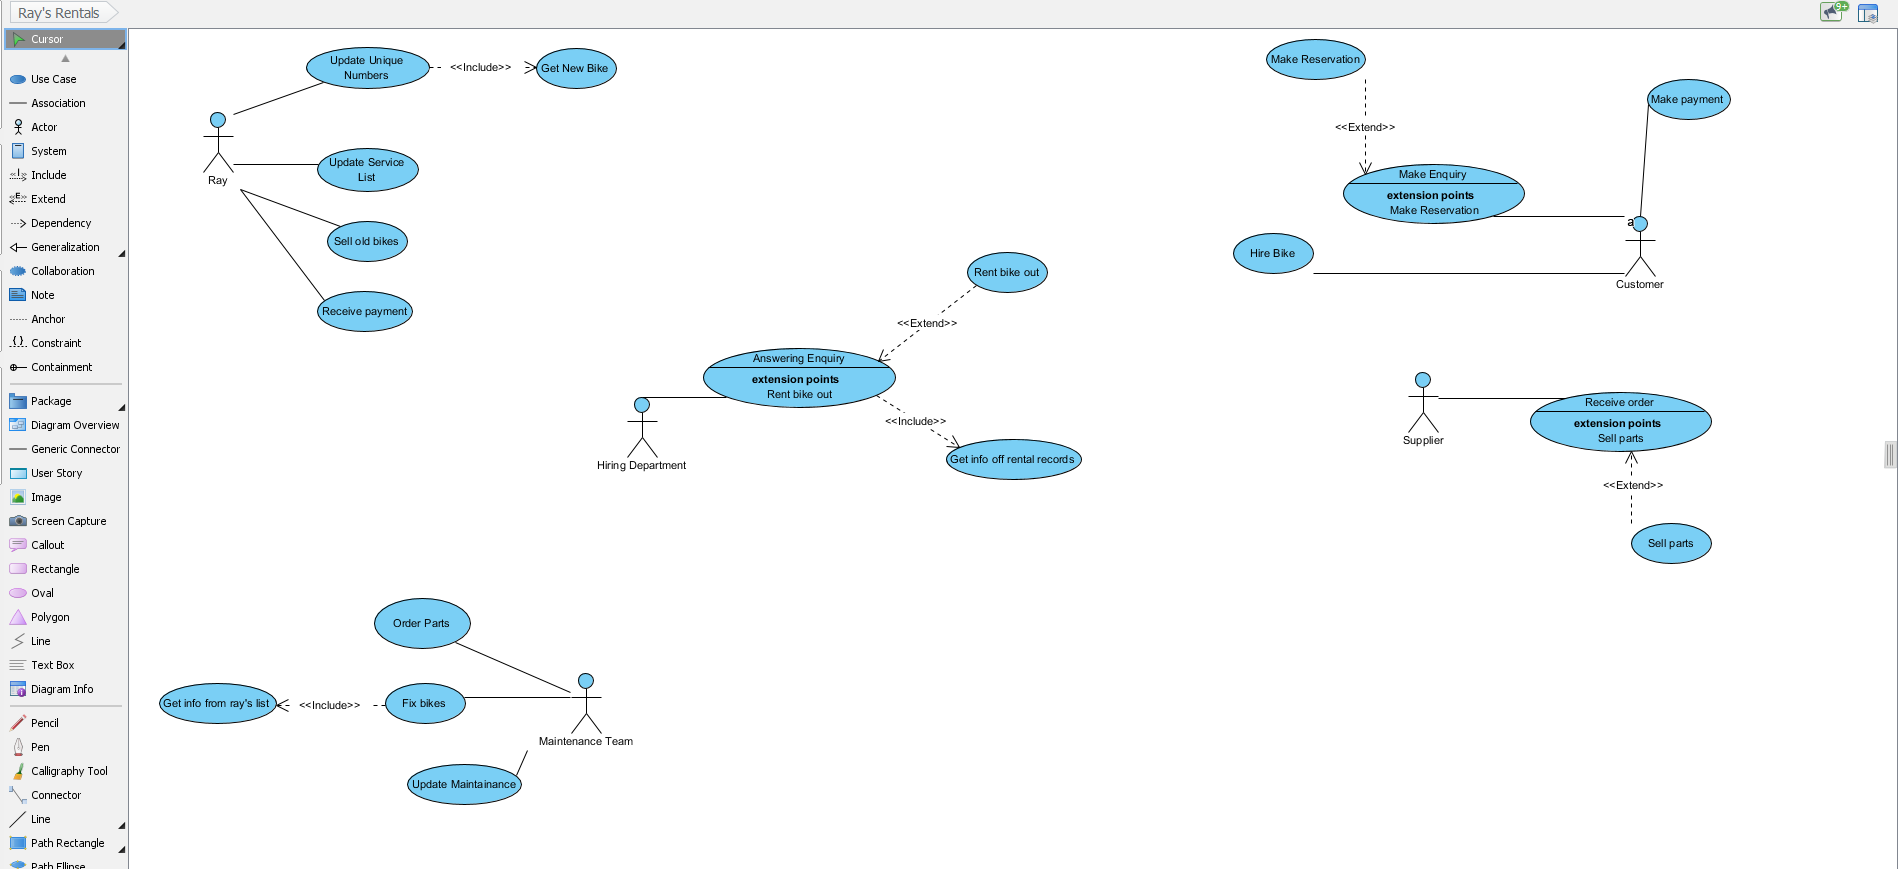 Ray's Rentals
9+
Cursor
Use Case
Association
Actor
System
Include
Extend
Dependency
Generalization
Collaboration
Note
Anchor
Constraint
Containment
Package
Diagram Overview
Generic Connector
User Story
Image
Screen Capture
Callout
Rectangle
Oval
Polygon
Line
Text Box
Diagram Info
Pencil
Pen
Calligraphy Tool
Connector
Line
Path Rectangle
Path Ellipse
Update Unique
Numbers
<<Include>>
Get New Bike
Ray
Update Service
List
Sell old bikes
Receive payment
Make Reservation
<<Extend>>
Make payment
Make Enquiry
extension points
Make Reservation
a
Hire Bike
Customer
Rent bike out
<<Extend>>
Answering Enquiry
extension points
Rent bike out
<<Include>>
Hiring Department
Get info off rental records
Supplier
Receive order
extension points
Sell parts
<<Extend>>
Sell parts
Order Parts
Get info from ray's list
<<Include>>
Fix bikes
Maintenance Team
Update Maintainance